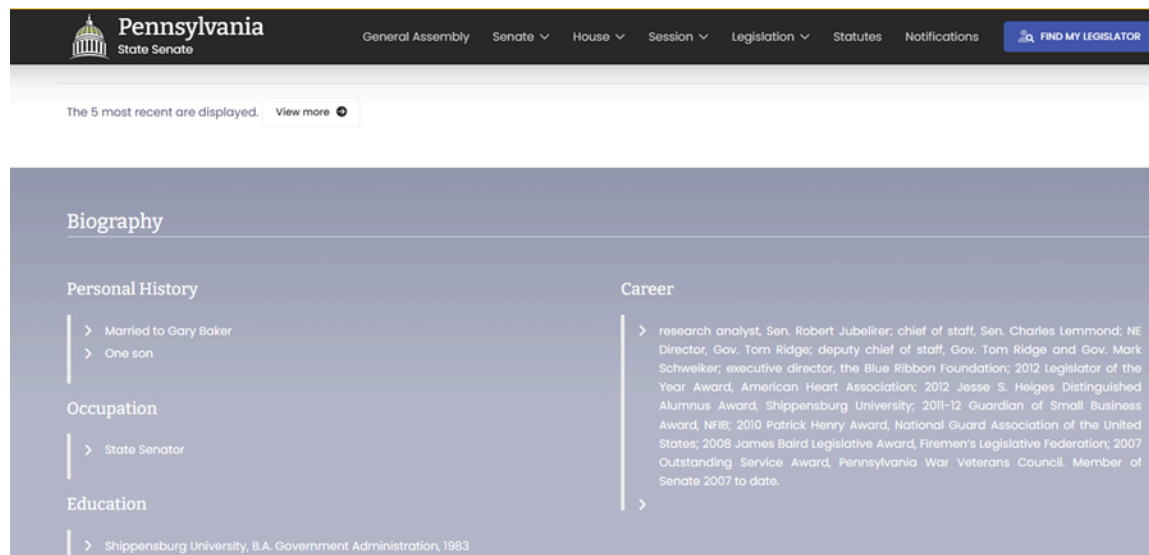 Pennsylvania
State Senate
General Assembly Senate House Session Legislation Statutes Notifications FIND MY LEGISLATOR
The 5 most recent are displayed. View more
Biography
Personal History
Married to Gary Baker
One son
Occupation
State Senator
Education
Shippensburg University, B.A. Government Administration, 1983
Career
research analyst, Sen. Robert Jubelirer; chief of staff, Sen. Charles Lemmond; NE
Director, Gov. Tom Ridge; deputy chief of staff, Gov. Tom Ridge and Gov. Mark
Schweiker; executive director, the Blue Ribbon Foundation; 2012 Legislator of the
Year Award, American Heart Association; 2012 Jesse S. Heiges Distinguished
Alumnus Award, Shippensburg University; 2011-12 Guardian of Small Business
Award, NFIB; 2010 Patrick Henry Award, National Guard Association of the United
States; 2008 James Baird Legislative Award, Firemen's Legislative Federation; 2007
Outstanding Service Award, Pennsylvania War Veterans Council. Member of
Senate 2007 to date.